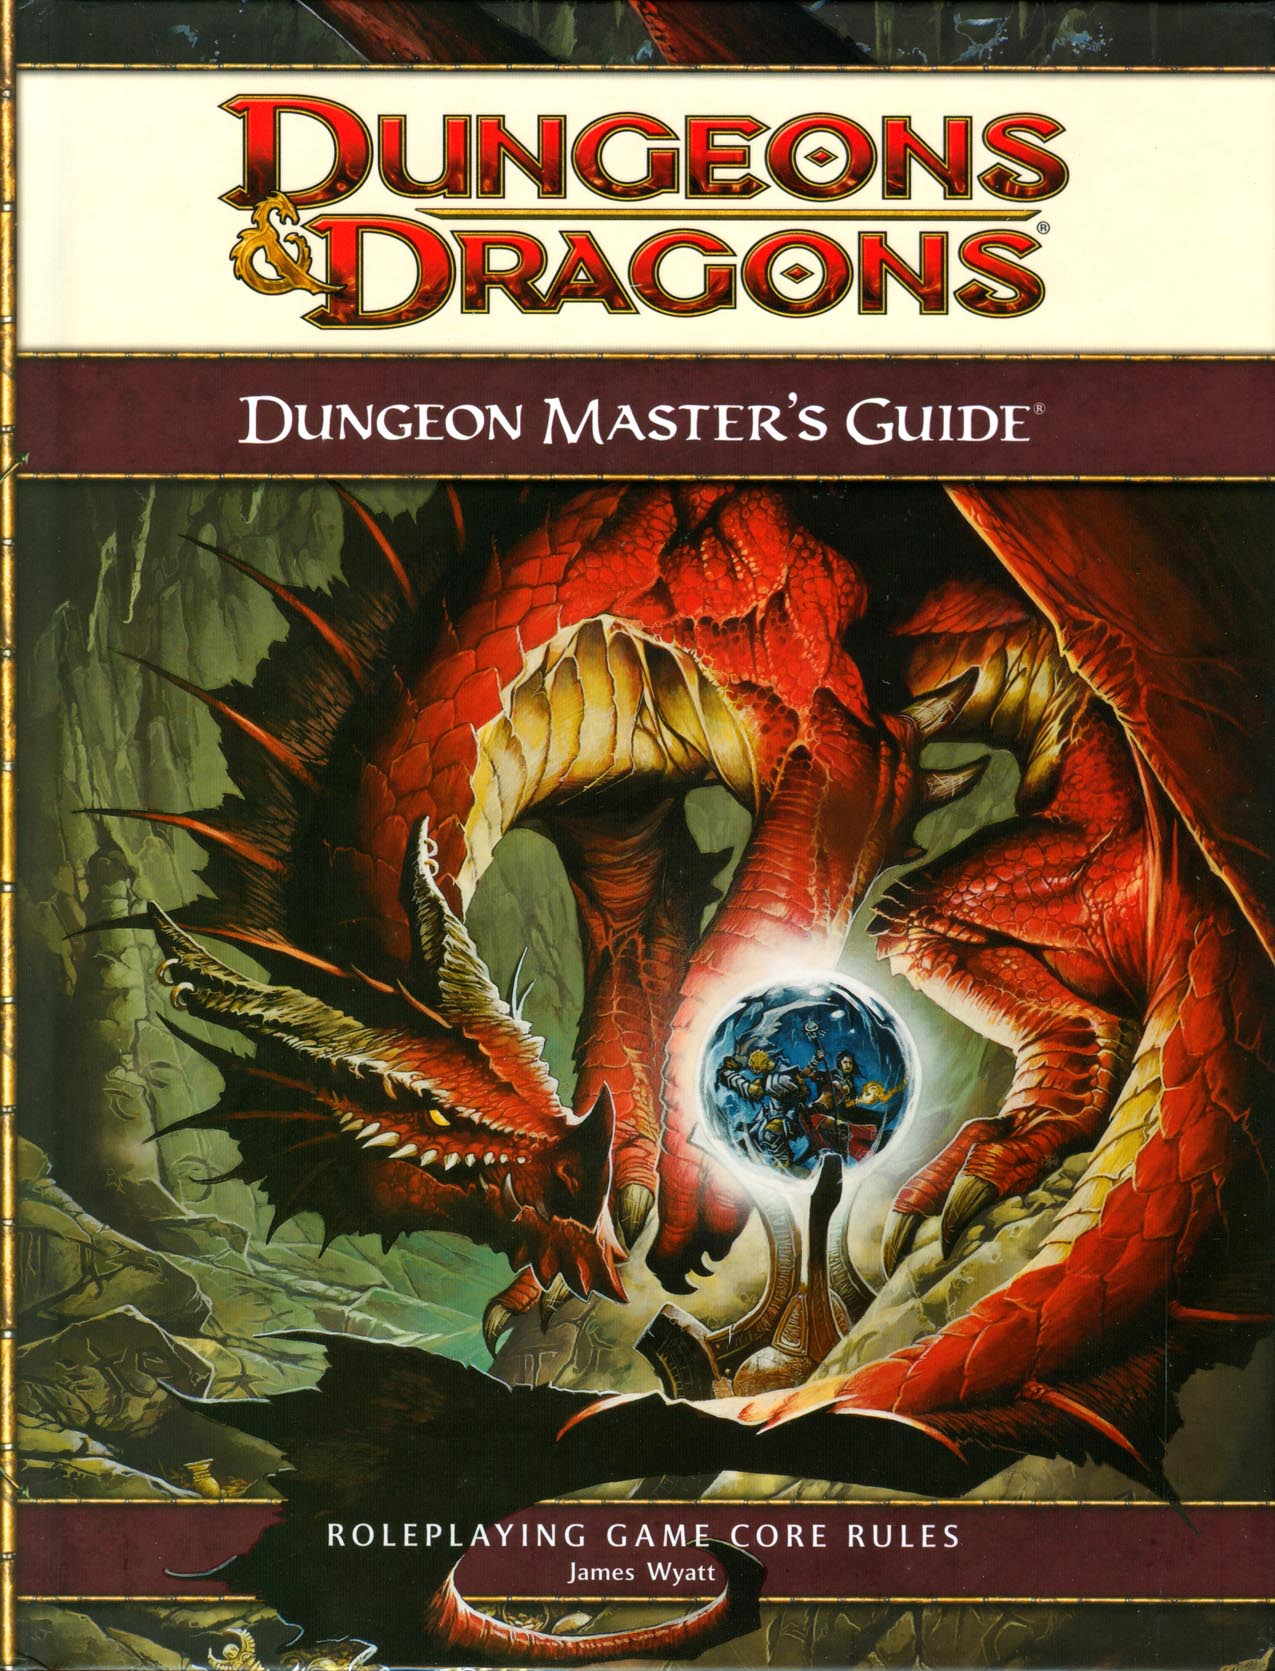 DUNGEONS
& DRAGONS®
DUNGEON MASTER'S GUIDE®
ROLEPLAYING GAME CORE RULES
James Wyatt